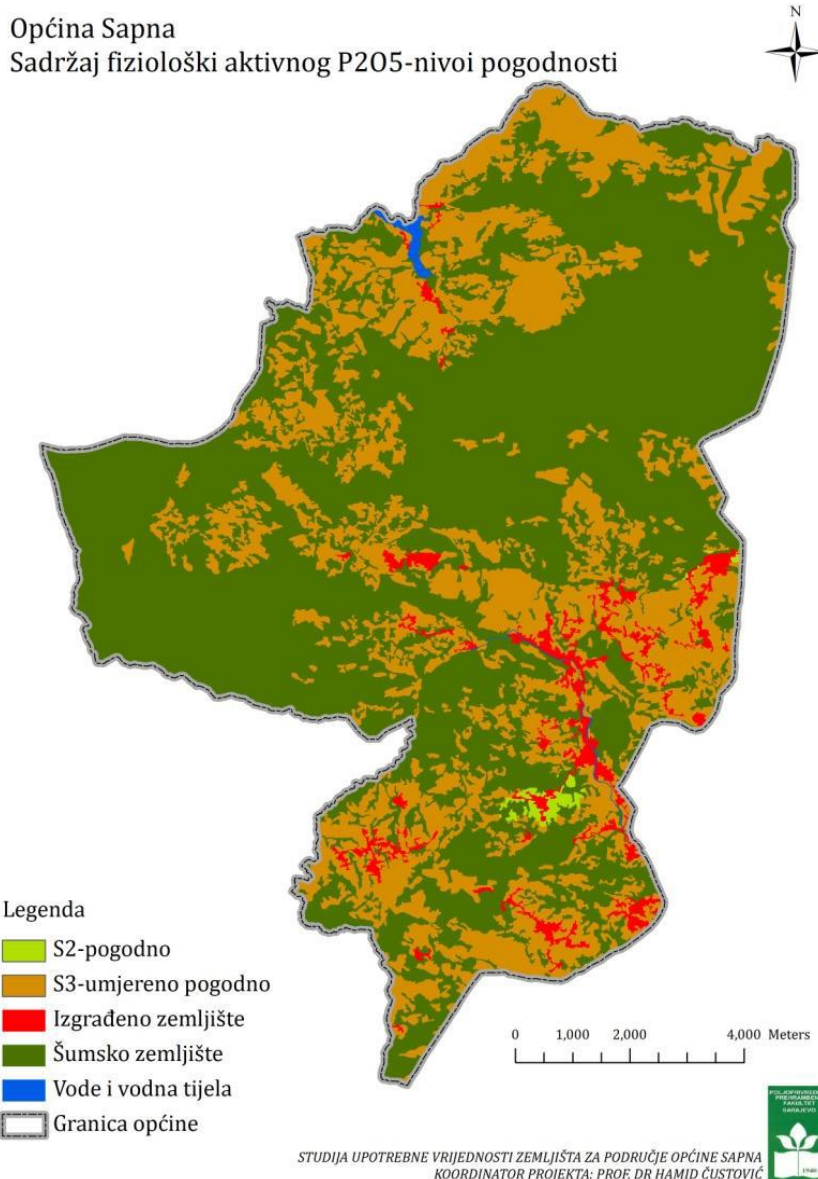 Općina Sapna
Sadržaj fiziološki aktivnog P2O5-nivoi pogodnosti
N
Legenda
S2-pogodno
S3-umjereno pogodno
Izgrađeno zemljište
Šumsko zemljište
Vode i vodna tijela
Granica općine
0 1,000 2,000 4,000 Meters
STUDIJA UPOTREBNE VRIJEDNOSTI ZEMLJIŠTA ZA PODRUČJE OPĆINE SAPNA
KOORDINATOR PROJEKTA: PROF. DR HAMID ČUSTOVIĆ
FAKULTET
SARAJEVO